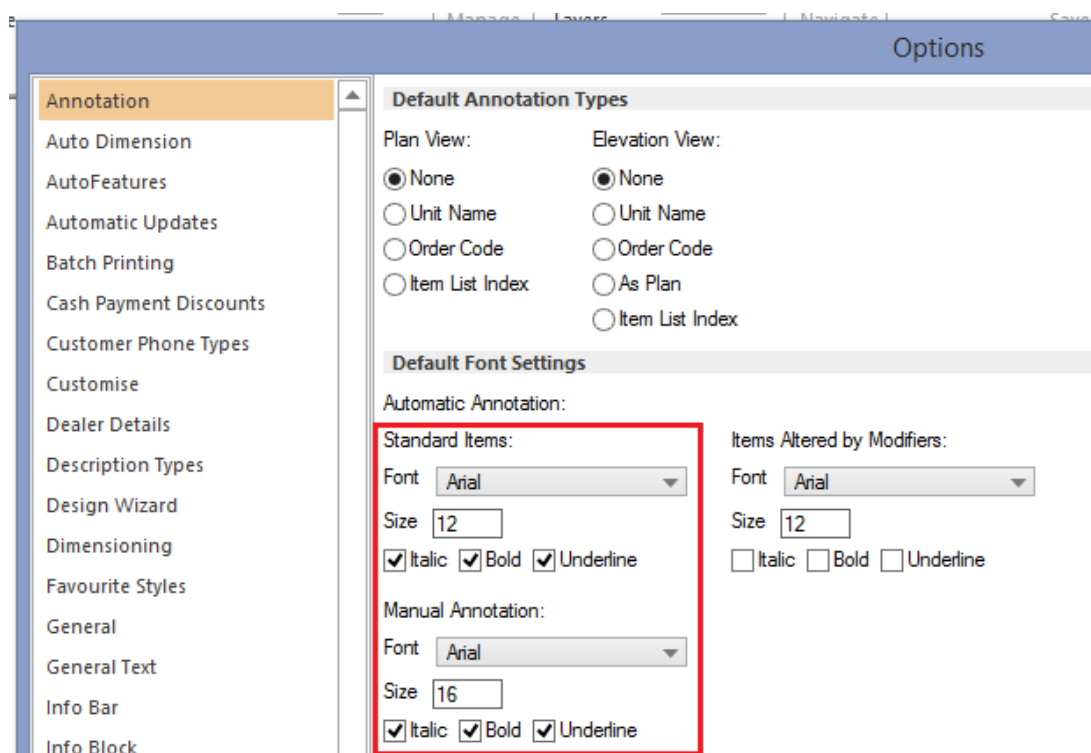 Manage
Layers
Navigate
Save
Options
Annotation
Auto Dimension
AutoFeatures
Automatic Updates
Batch Printing
Cash Payment Discounts
Customer Phone Types
Customise
Dealer Details
Description Types
Design Wizard
Dimensioning
Favourite Styles
General
General Text
Info Bar
Info Block
Default Annotation Types
Plan View: Elevation View:
None None
Unit Name Unit Name
Order Code Order Code
Item List Index As Plan
Item List Index
Default Font Settings
Automatic Annotation:
Standard Items: Items Altered by Modifiers:
Font Arial Font Arial
Size 12 Size 12
Italic Bold Underline Italic Bold Underline
Manual Annotation:
Font Arial
Size 16
Italic Bold Underline